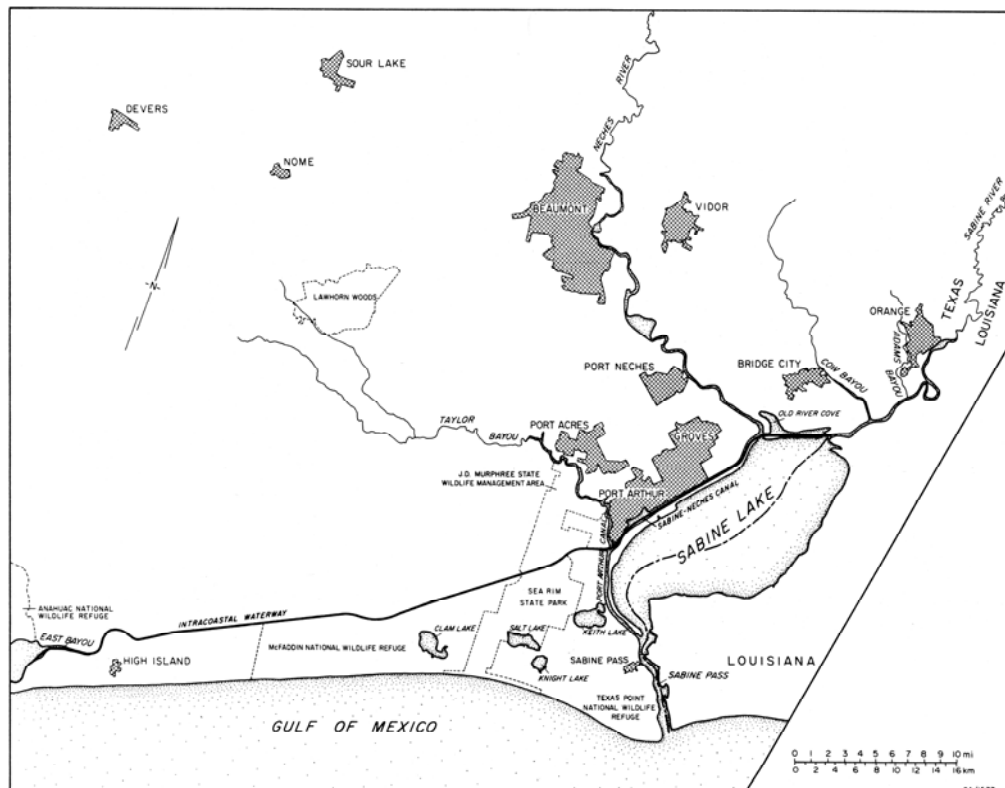 SOUR LAKE
DEVERS
NOME
NECHES
RIVER
BEAUMONT
VIDOR
SABINE RIVER
-N-
LAWHORN WOODS
ORANGE
TEXAS
LOUISIANA
ADAMS
BAYOU
PORT NECHES
BRIDGE CITY
COW BAYOU
OLD RIVER COVE
TAYLOR
BAYOU
PORT ACRES
GROVES
J.D. MURPHREE STATE
WILDLIFE MANAGEMENT AREA
PORT ARTHUR
SABINE-NECHES CANAL
SABINE LAKE
PORT ARTHUR CANAL
SEA RIM
STATE PARK
ANAHUAC NATIONAL
WILDLIFE REFUGE
INTRACOASTAL WATERWAY
EAST BAYOU
HIGH ISLAND
McFADDIN NATIONAL WILDLIFE REFUGE
CLAM LAKE
SALT LAKE
KEITH LAKE
KNIGHT LAKE
SABINE PASS
SABINE PASS
LOUISIANA
TEXAS POINT
NATIONAL WILDLIFE
REFUGE
GULF OF MEXICO
0 1 2 3 4 5 6 7 8 9 10 mi
0 2 4 8 12 16 km